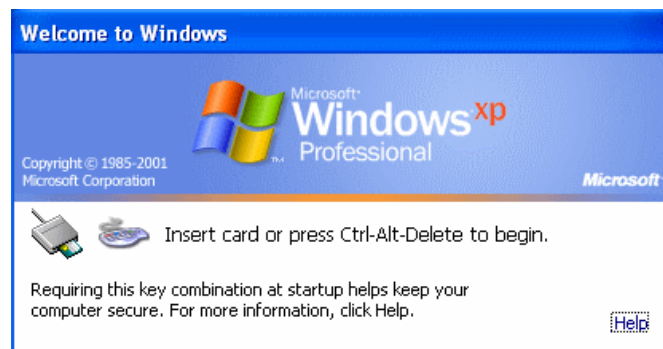 Welcome to Windows
Microsoft®
Windows xp
Professional
Copyright © 1985-2001
Microsoft Corporation
Microsoft
Insert card or press Ctrl-Alt-Delete to begin.
Requiring this key combination at startup helps keep your
computer secure. For more information, click Help.
Help